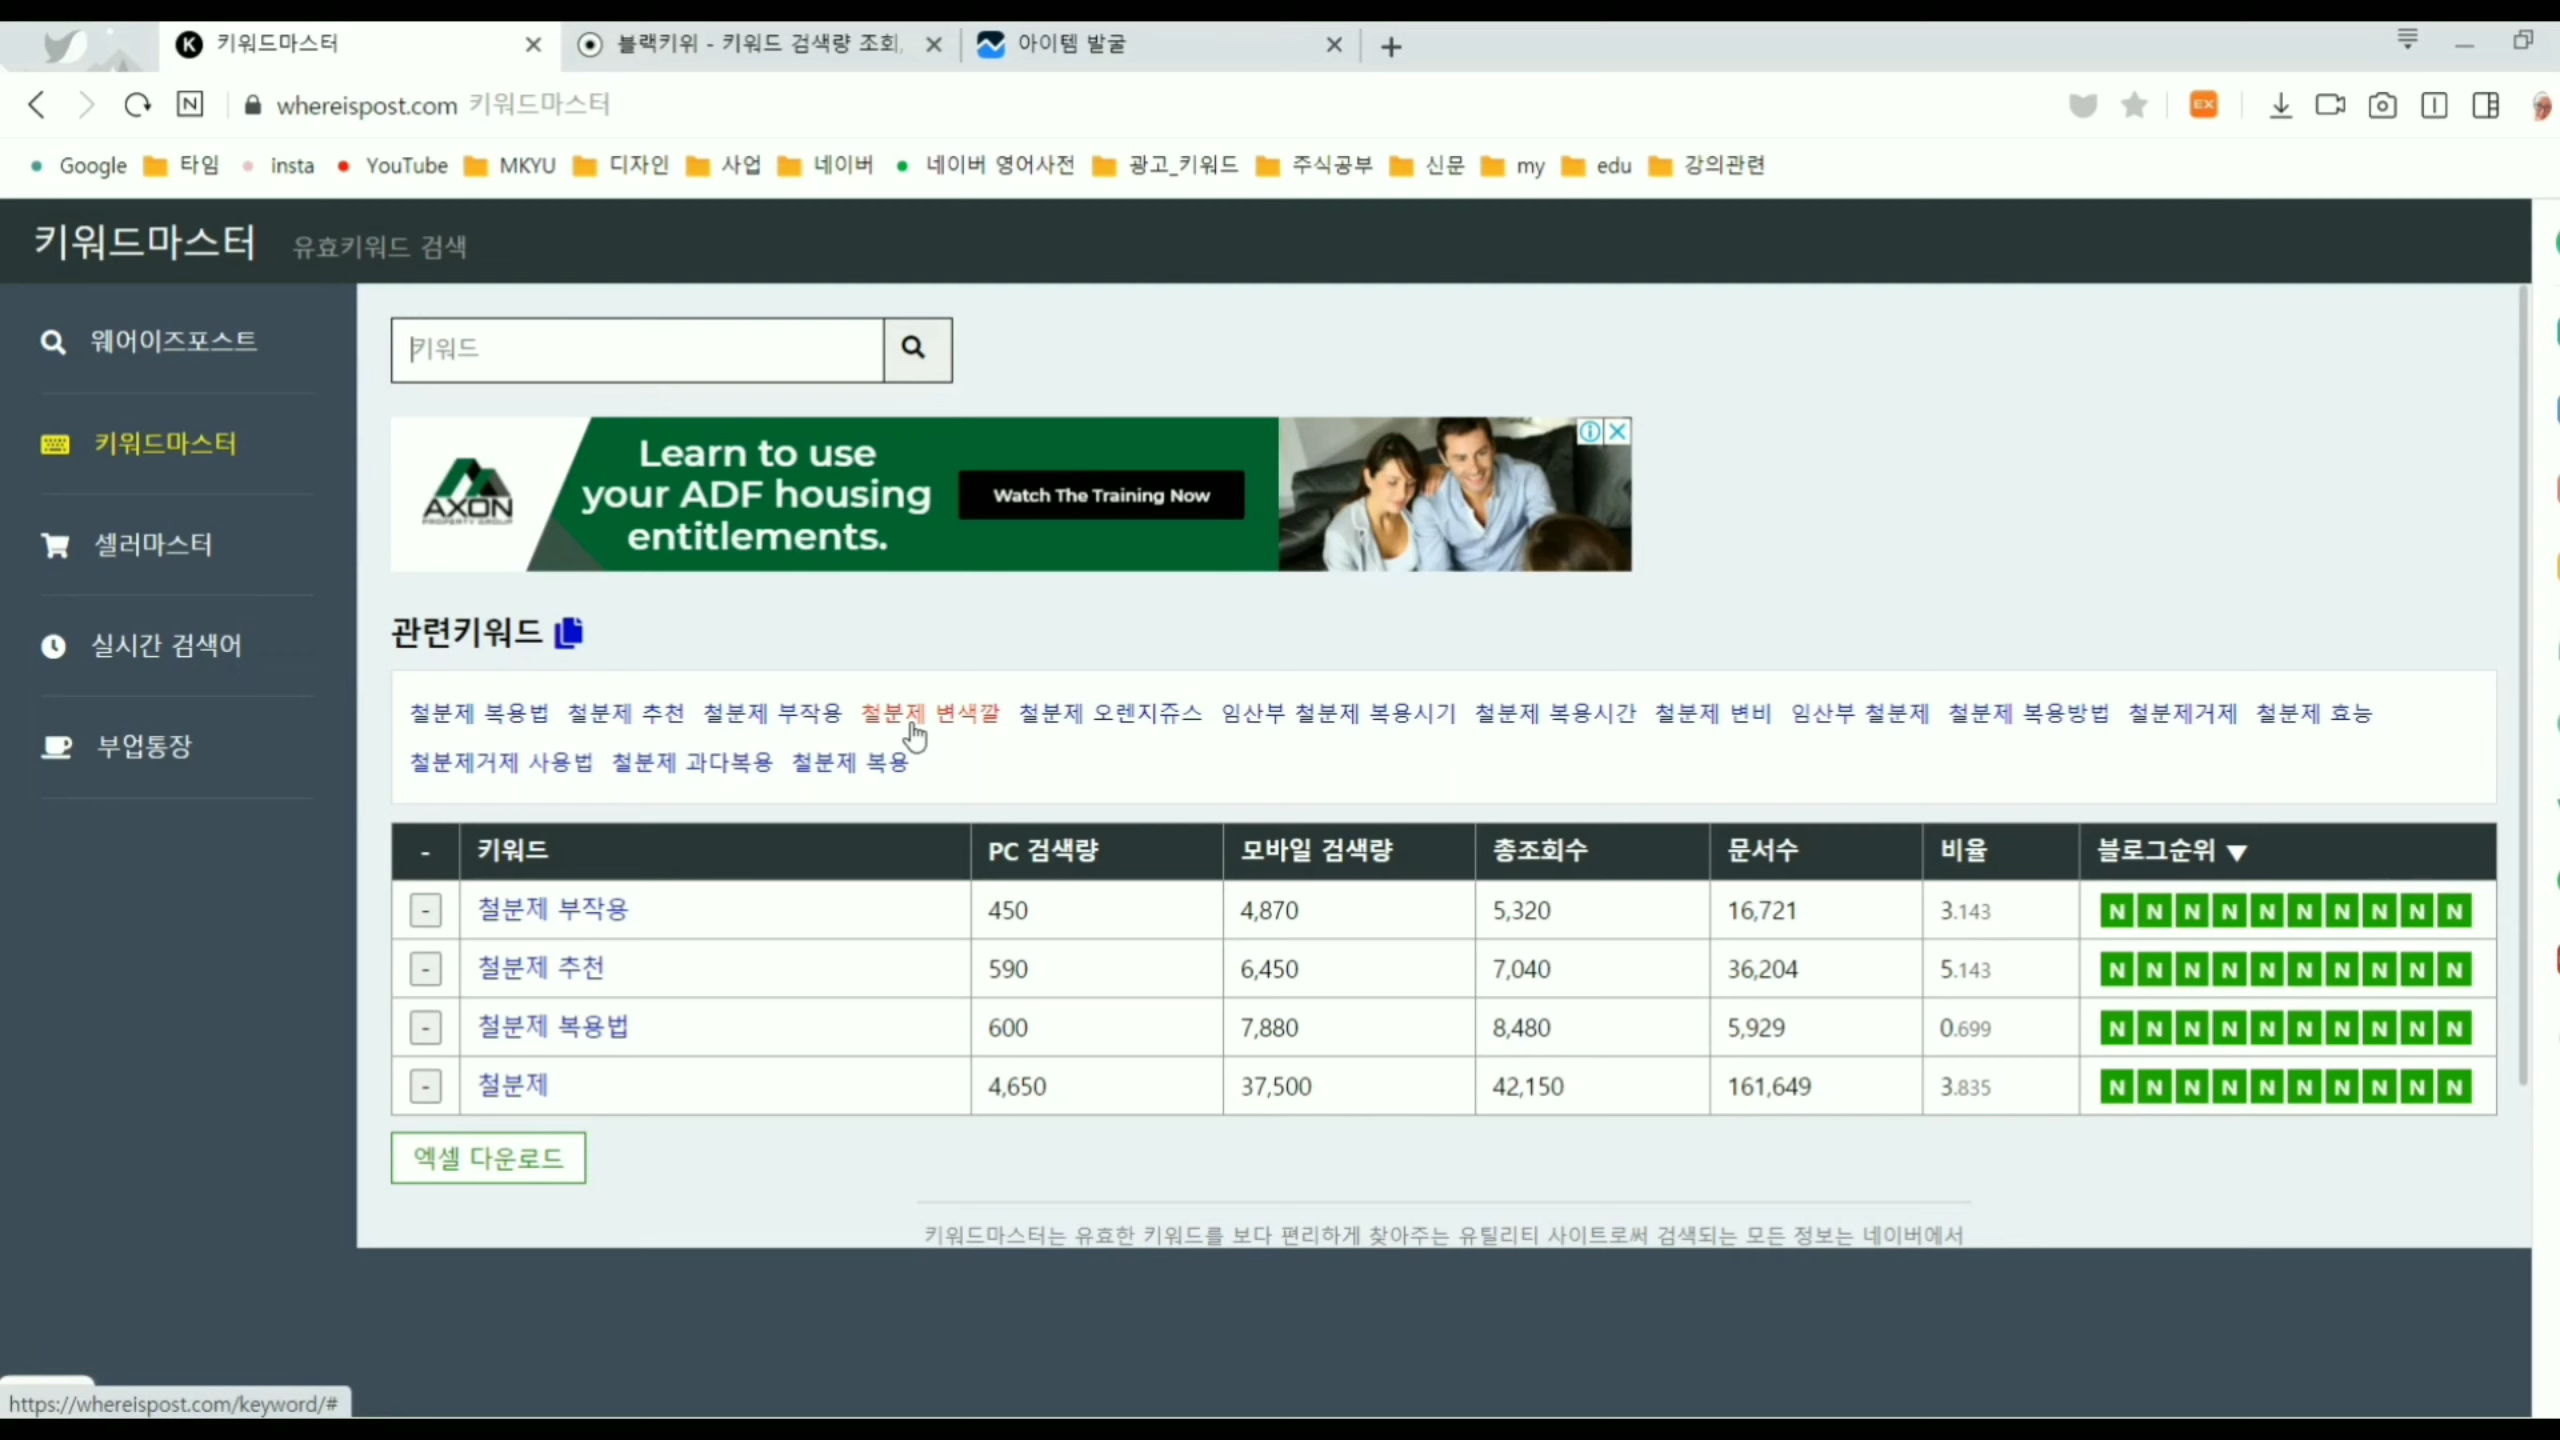 키워드마스터
블랙키위 - 키워드 검색량 조회,
아이템 발굴
whereispost.com 키워드마스터
Google 타임 insta YouTube MKYU 디자인 사업 네이버 네이버 영어사전 광고_키워드 주식공부 신문 my edu 강의관련
키워드마스터 유효키워드 검색
웨어이즈포스트
키워드마스터
셀러마스터
실시간 검색어
부업통장
키워드
AXON
PROPERTY GROUP
Learn to use
your ADF housing
entitlements.
Watch The Training Now
관련키워드
철분제 복용법 철분제 추천 철분제 부작용 철분제 변색깔 철분제 오렌지쥬스 임산부 철분제 복용시기 철분제 복용시간 철분제 변비 임산부 철분제 철분제 복용방법 철분제거제 철분제 효능
철분제거제 사용법 철분제 과다복용 철분제 복용
- 키워드 PC 검색량 모바일 검색량 총조회수 문서수 비율 블로그순위 ▼
- 철분제 부작용 450 4,870 5,320 16,721 3.143 N N N N N N N N N N
- 철분제 추천 590 6,450 7,040 36,204 5.143 N N N N N N N N N N
- 철분제 복용법 600 7,880 8,480 5,929 0.699 N N N N N N N N N N
- 철분제 4,650 37,500 42,150 161,649 3.835 N N N N N N N N N N
엑셀 다운로드
키워드마스터는 유효한 키워드를 보다 편리하게 찾아주는 유틸리티 사이트로써 검색되는 모든 정보는 네이버에서
https://whereispost.com/keyword/#